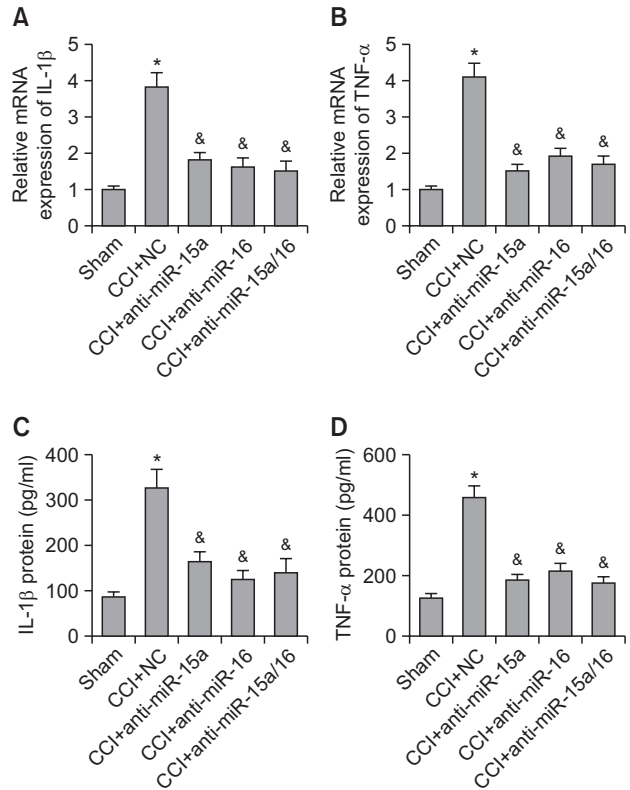 A
Relative mRNA
expression of IL-1β
5
4
3
2
1
0
*
&
&
&
Sham
CCI+NC
CCI+anti-miR-15a
CCI+anti-miR-16
CCI+anti-miR-15a/16
B
Relative mRNA
expression of TNF-α
5
4
3
2
1
0
*
&
&
&
Sham
CCI+NC
CCI+anti-miR-15a
CCI+anti-miR-16
CCI+anti-miR-15a/16
C
IL-1β protein (pg/ml)
400
300
200
100
0
*
&
&
&
Sham
CCI+NC
CCI+anti-miR-15a
CCI+anti-miR-16
CCI+anti-miR-15a/16
D
TNF-α protein (pg/ml)
600
400
200
0
*
&
&
&
Sham
CCI+NC
CCI+anti-miR-15a
CCI+anti-miR-16
CCI+anti-miR-15a/16